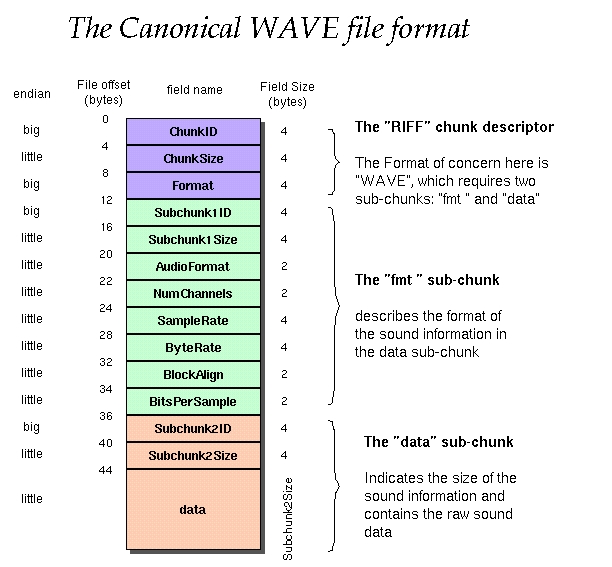 The Canonical WAVE file format
endian
File offset
(bytes)
field name
Field Size
(bytes)
0
big ChunkID 4
4
little ChunkSize 4
8
big Format 4
12
big Subchunk1ID 4
16
little Subchunk1Size 4
20
little AudioFormat 2
22
little NumChannels 2
24
little SampleRate 4
28
little ByteRate 4
32
little BlockAlign 2
34
little BitsPerSample 2
36
big Subchunk2ID 4
40
little Subchunk2Size 4
44
little data Subchunk2Size
The "RIFF" chunk descriptor
The Format of concern here is
"WAVE", which requires two
sub-chunks: "fmt " and "data"
The "fmt " sub-chunk
describes the format of
the sound information in
the data sub-chunk
The "data" sub-chunk
Indicates the size of the
sound information and
contains the raw sound
data